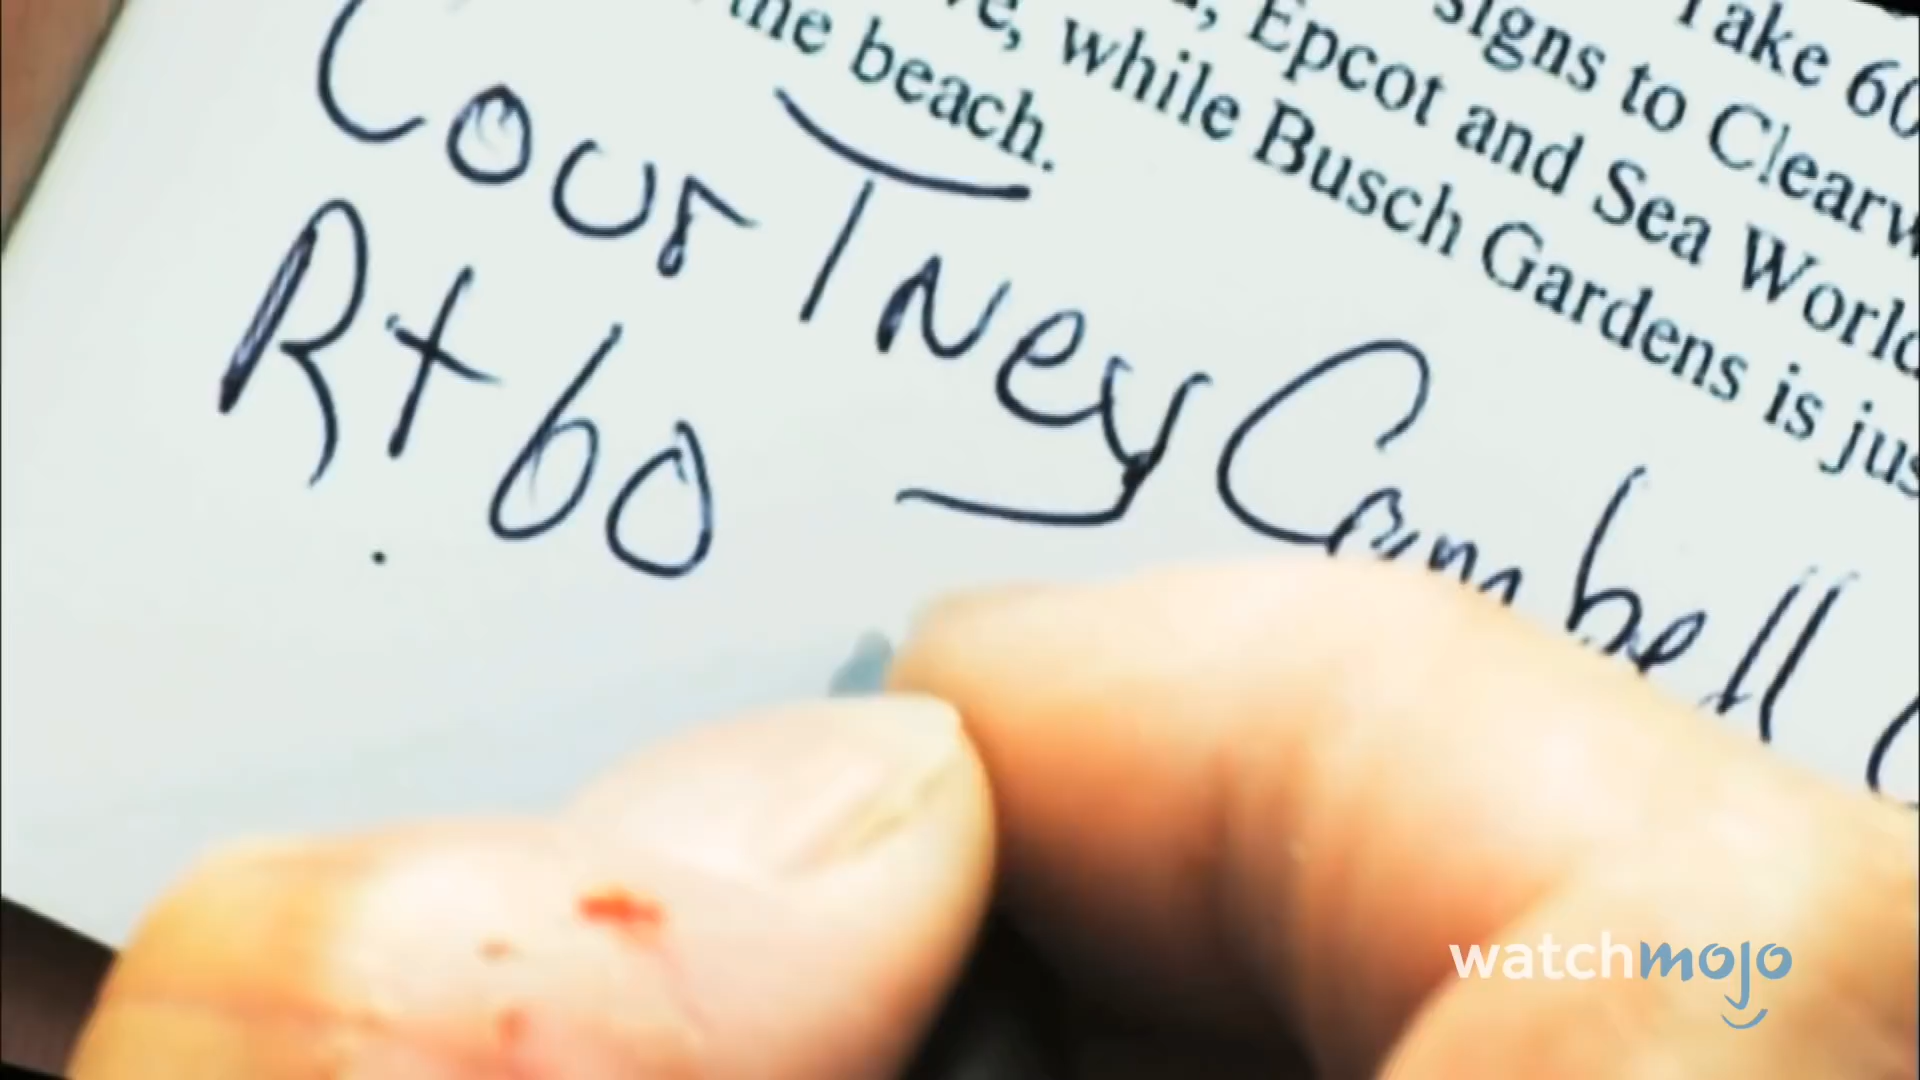 Take 60
signs to Clearw
, Epcot and Sea World
e, while Busch Gardens is jus
the beach.
CourTney Cambell C
Rt 60
watchmojo